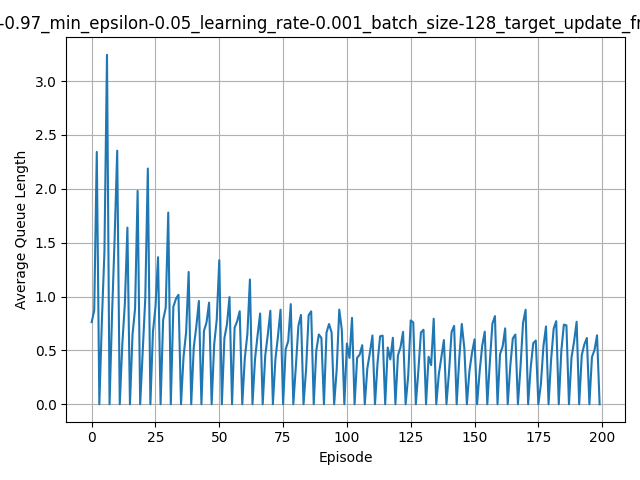 -0.97_min_epsilon-0.05_learning_rate-0.001_batch_size-128_target_update_fr
3.0
2.5
2.0
1.5
1.0
0.5
0.0
Average Queue Length
0 25 50 75 100 125 150 175 200
Episode